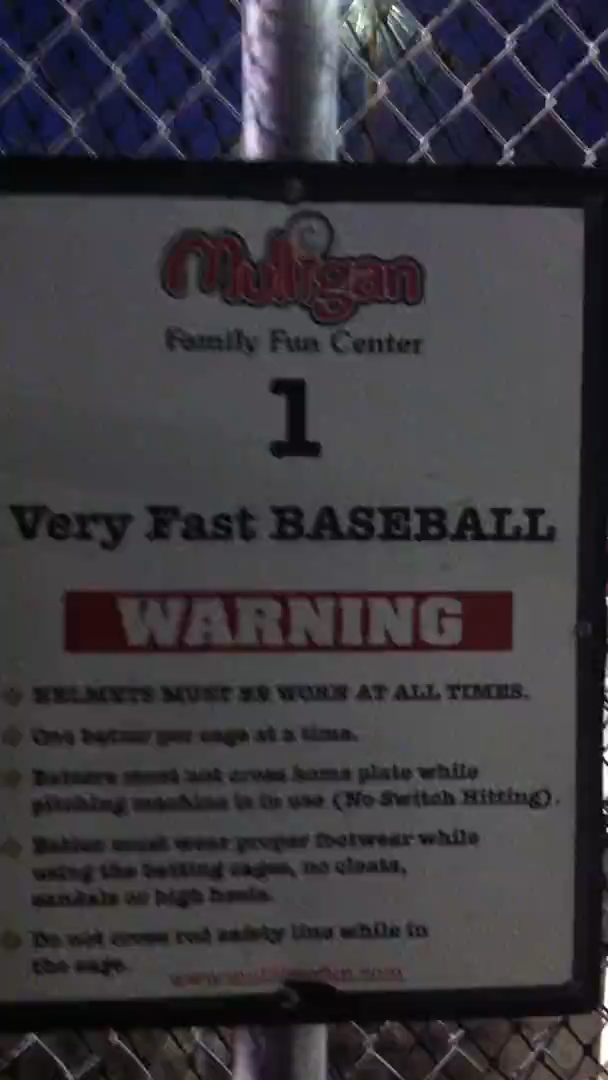 Mulligan
Family Fun Center
1
Very Fast BASEBALL
WARNING
HELMETS MUST BE WORN AT ALL TIMES.
One batter per cage at a time.
Batters must not cross home plate while
pitching machine is in use (No Switch Hitting).
must wear proper footwear while
using the batting cages, no cleats,
sandals or high heels.
Do not cross red safety line while in
the cage.